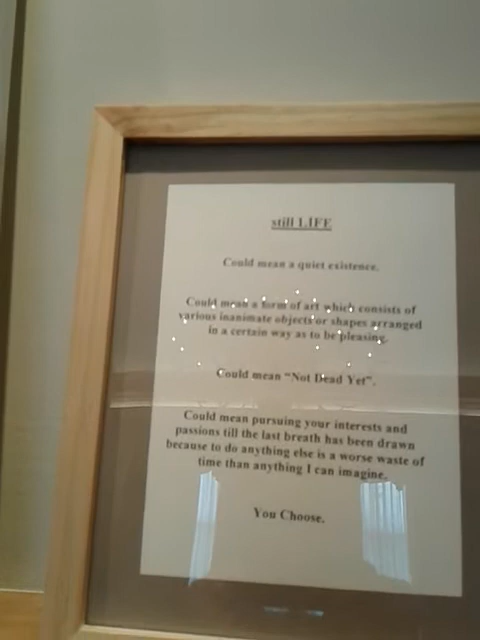 still LIFE
Could mean a quiet existence.
Could mean a form of art which consists of
various inanimate objects or shapes arranged
in a certain way as to be pleasing.
Could mean "Not Dead Yet".
Could mean pursuing your interests and
passions till the last breath has been drawn
because to do anything else is a worse waste of
time than anything I can imagine.
You Choose.